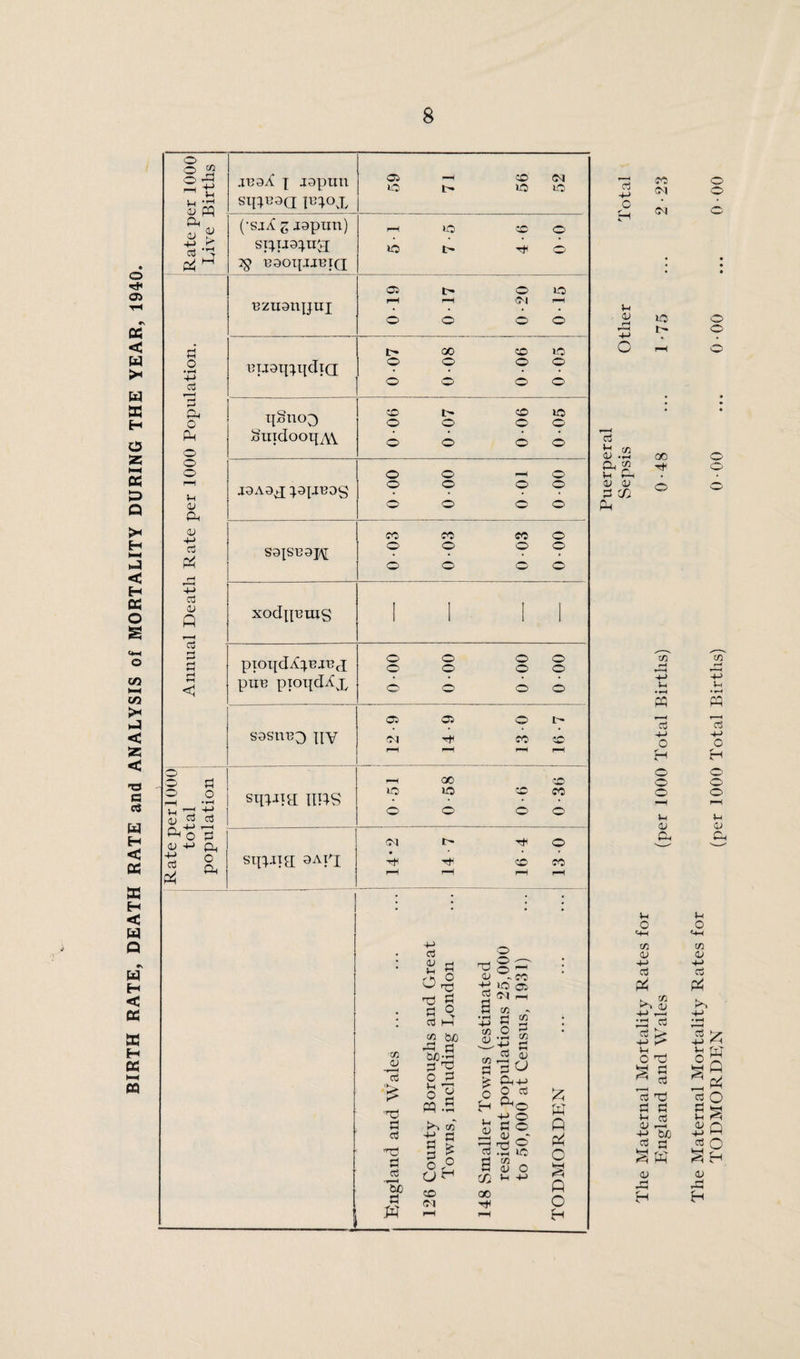 8
BIRTH RATE, DEATH RATE and ANALYSIS of MORTALITY DURING THE YEAR, 1940.
Rate per 1000 total population | Annual Death Rate per 1000 Population. | Rate per 1000 Live Births
Live Births | Still Births | All Causes | Typhoid and Paratyphoid | Smallpox | Measles | Scarlet Fever | Whooping Cough | Diphtheria | Influenza | Diarrhoea & Enteritis (under 2 yrs.) | Total Deaths under 1 year
England and Wales ... ... 14·2 0·51 12·9 0·00 — 0·03 0·00 0·06 0·07 0·19 5·1 59
126 County Boroughs and Great
Towns, including London ... 14·7 0·58 14·9 0·00 — 0·03 0·00 0·07 0·08 0·17 7·5 71
148 Smaller Towns (estimated
resident populations 25,000
to 50,000 at Census, 1931) ... 16·4 0·6 13·0 0·00 — 0·03 0·01 0·06 0·06 0·20 4·6 56
TODMORDEN ... ... ... 13·0 0·36 16·7 0·00 — 0·00 0·00 0·05 0·05 0·15 0·0 52
Puerperal
Sepsis Other Total
The Maternal Mortality Rates for
England and Wales (per 1000 Total Births) 0·48 ... 1·75 ... 2·23
The Maternal Mortality Rates for
TODMORDEN (per 1000 Total Births) 0·00 ... 0·00 ... 0·00